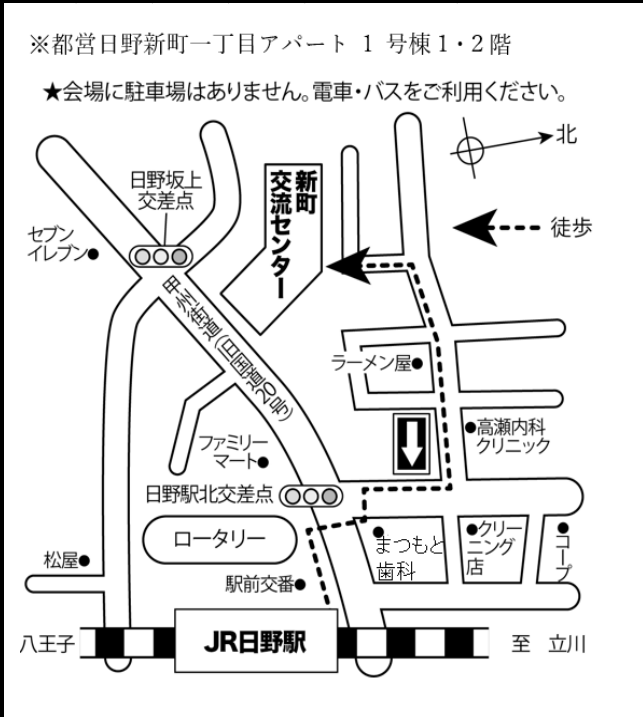 ※都営日野新町一丁目アパート 1 号棟1・2階
★会場に駐車場はありません。電車・バスをご利用ください。
北
徒歩
日野坂上
交差点
セブン
イレブン
新町
交流センター
甲州街道(旧国道20号)
ラーメン屋
高瀬内科
クリニック
ファミリー
マート
日野駅北交差点
ロータリー
まつもと
歯科
クリー
ニング
店
コープ
松屋
駅前交番
八王子
JR日野駅
至 立川